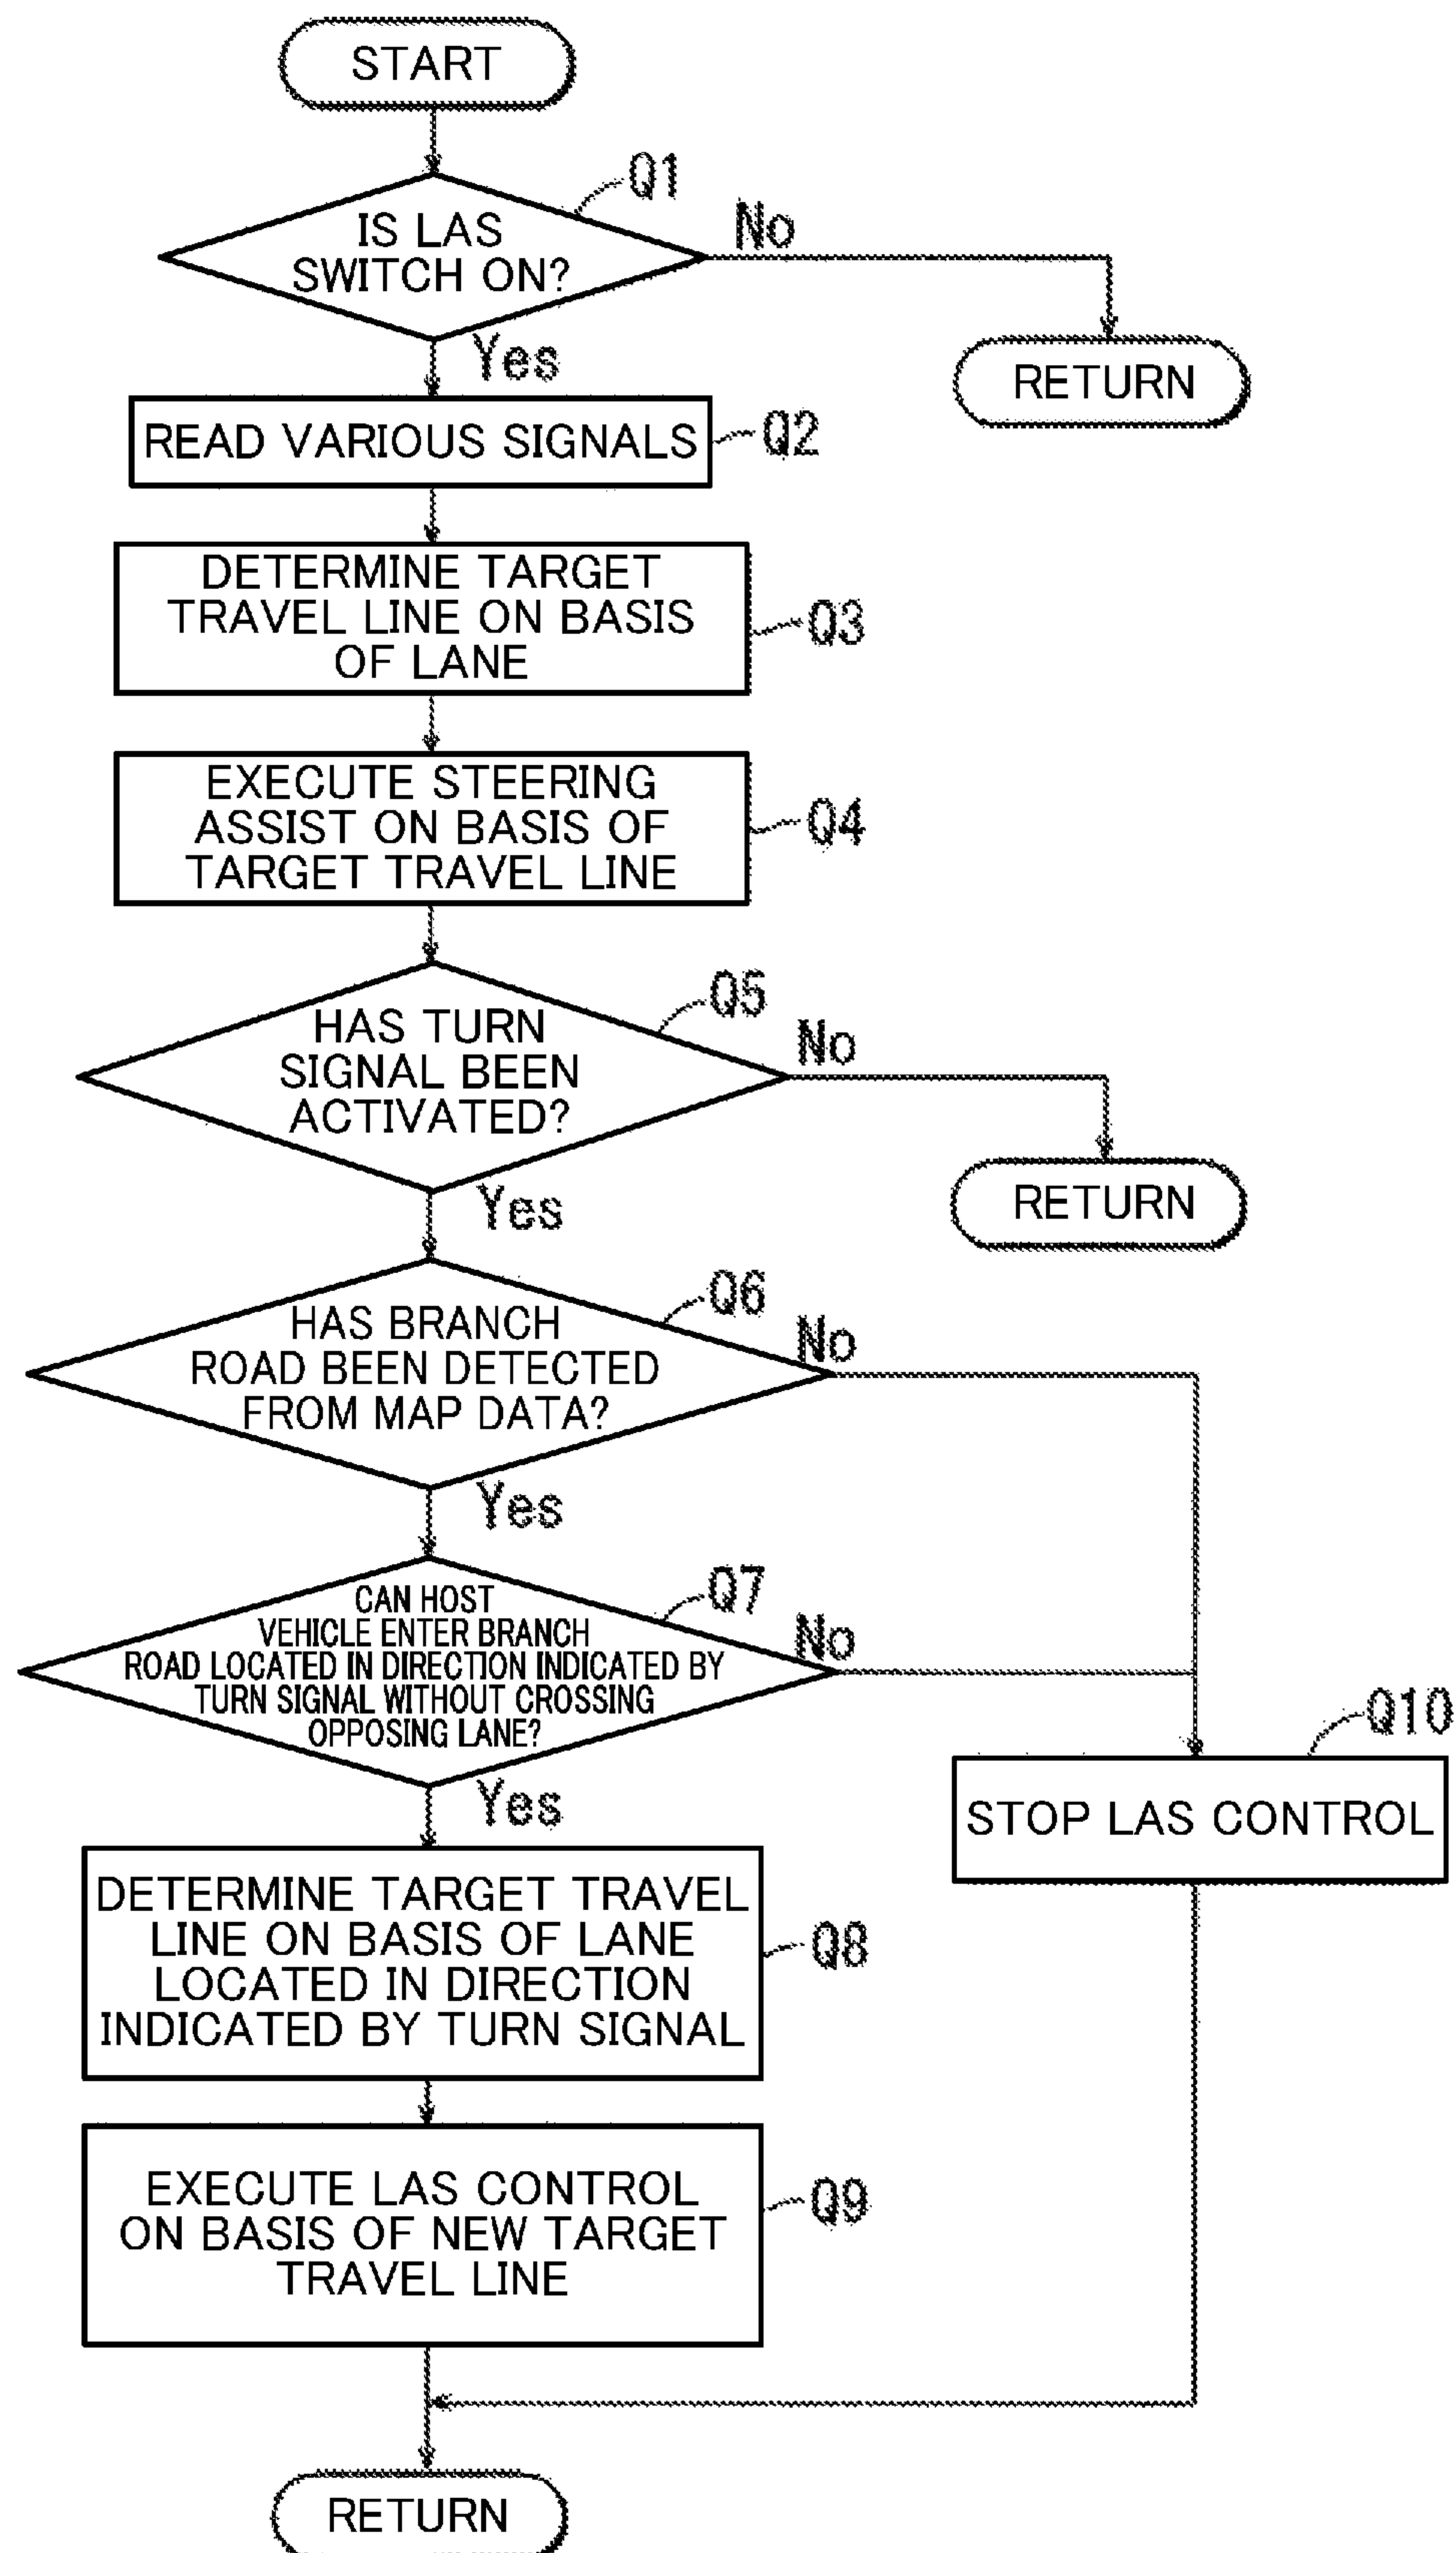 START
Q1
IS LAS
SWITCH ON?
No
Yes
RETURN
READ VARIOUS SIGNALS
Q2
DETERMINE TARGET
TRAVEL LINE ON BASIS
OF LANE
Q3
EXECUTE STEERING
ASSIST ON BASIS OF
TARGET TRAVEL LINE
Q4
Q5
HAS TURN
SIGNAL BEEN
ACTIVATED?
No
Yes
RETURN
Q6
HAS BRANCH
ROAD BEEN DETECTED
FROM MAP DATA?
No
Yes
Q7
CAN HOST
VEHICLE ENTER BRANCH
ROAD LOCATED IN DIRECTION INDICATED BY
TURN SIGNAL WITHOUT CROSSING
OPPOSING LANE?
No
Yes
Q10
STOP LAS CONTROL
DETERMINE TARGET TRAVEL
LINE ON BASIS OF LANE
LOCATED IN DIRECTION
INDICATED BY TURN SIGNAL
Q8
EXECUTE LAS CONTROL
ON BASIS OF NEW TARGET
TRAVEL LINE
Q9
RETURN